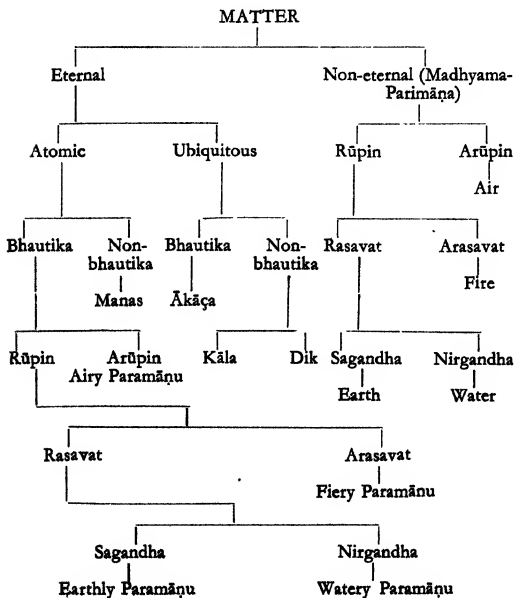 MATTER
Eternal Non-eternal (Madhyama-
Parimāṇa)
Atomic Ubiquitous Rūpin Arūpin
Air
Bhautika Non- Bhautika Non- Rasavat Arasavat
bhautika bhautika
Manas Ākāça Fire
Rūpin Arūpin Kāla Dik Sagandha Nirgandha
Airy Paramāṇu
Earth Water
Rasavat Arasavat
Fiery Paramānu
Sagandha Nirgandha
Earthly Paramāṇu Watery Paramāṇu